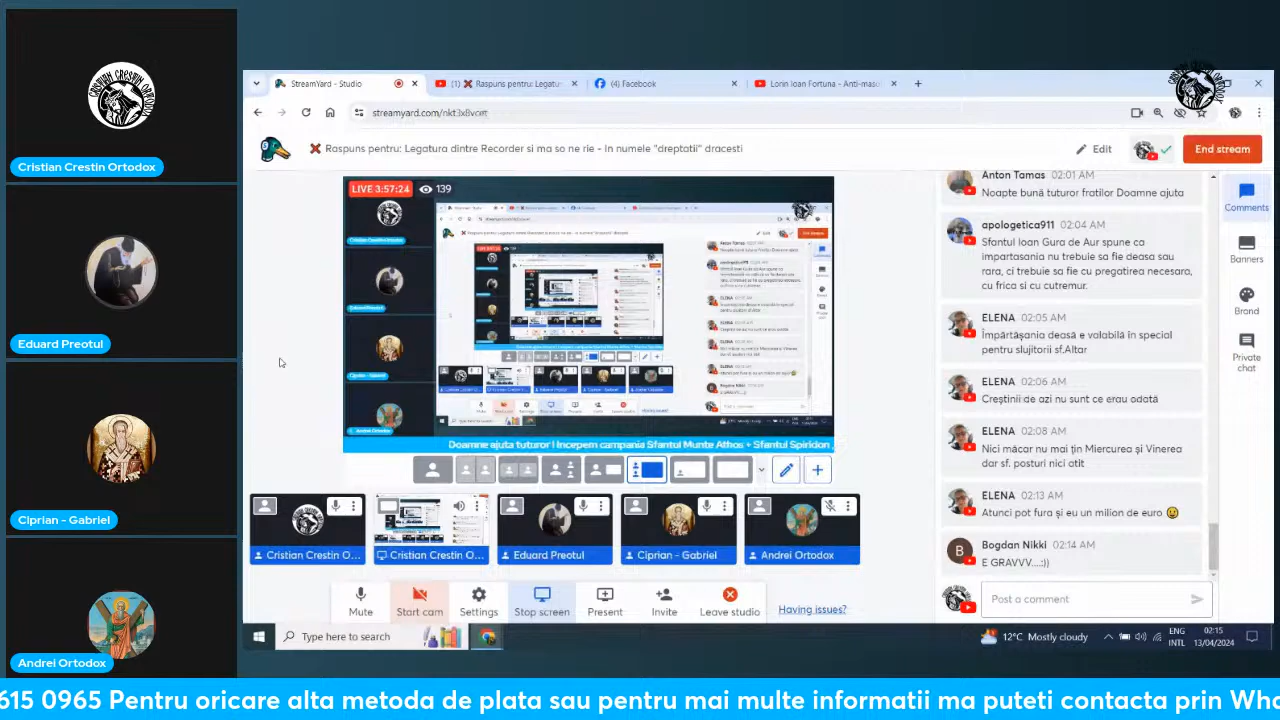 CRISTIAN CRESTIN ORTODOX
Cristian Crestin Ortodox
Eduard Preotul
Ciprian - Gabriel
Andrei Ortodox
StreamYard - Studio
(1) ❌ Raspuns pentru: Legatu
(4) Facebook
Lorin Ioan Fortuna - Anti-maso
streamyard.com/nkt3x8vcet
❌ Raspuns pentru: Legatura dintre Recorder si ma so ne rie - In numele "dreptatii" dracesti
Edit
End stream
LIVE 3:57:24
139
Doamne ajuta tuturor ! Incepem campania Sfantul Munte Athos + Sfantul Spiridon
Cristian Crestin O...
Cristian Crestin O...
Eduard Preotul
Ciprian - Gabriel
Andrei Ortodox
Mute
Start cam
Settings
Stop screen
Present
Invite
Leave studio
Having issues?
Anton Tamas 02:01 AM
Noapte bună tuturor fratilor Doamne ajuta
apologetica911 02:04 AM
Sfantul Ioan Gura de Aur spune ca
impartasania nu trebuie sa fie deasa sau
rara, ci trebuie sa fie cu pregatirea necesara,
cu frica si cu cutremur.
ELENA 02:05 AM
Împărtășania deasă e valabilă în special
pentru slujitorii sf.Altar
ELENA 02:06 AM
Creștinii de azi nu sunt ce erau odată
ELENA 02:08 AM
Nici măcar nu mai țin Miercurea și Vinerea
dar sf. posturi nici atit
ELENA 02:13 AM
Atunci pot fura și eu un milion de euro 😀
B
Bogdan Nikki 02:14 AM
E GRAVVV....:))
Post a comment
Comments
Banners
Brand
Private
chat
Type here to search
12°C Mostly cloudy
ENG
INTL
02:15
13/04/2024
615 0965 Pentru oricare alta metoda de plata sau pentru mai multe informatii ma puteti contacta prin Wha